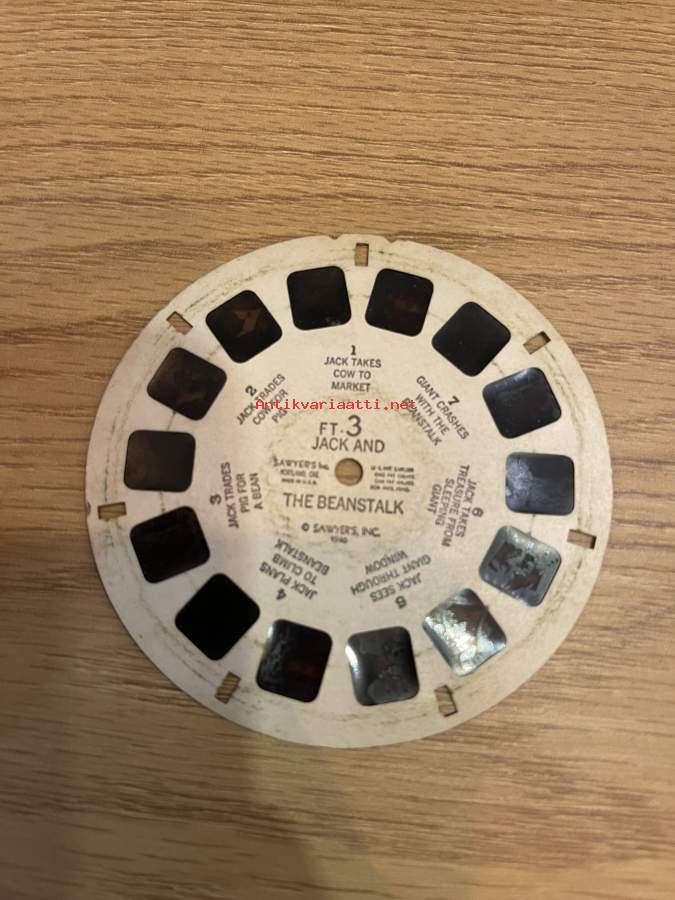 1
JACK TAKES
COW TO
MARKET
2
JACK TRADES
COW FOR
PIG
3
JACK TRADES
PIG FOR
A BEAN
4
JACK PLANS
TO CLIMB
BEANSTALK
JACK SEES
GIANT THROUGH
WINDOW
6
JACK TAKES
TREASURE FROM
SLEEPING
GIANT
7
GIANT CRASHES
WITH THE
BEANSTALK
Antikvariaatti.net
FT. 3
JACK AND
THE BEANSTALK
SAWYER'S INC.
PORTLAND, ORE.
MADE IN U.S.A.
© SAWYER'S, INC.